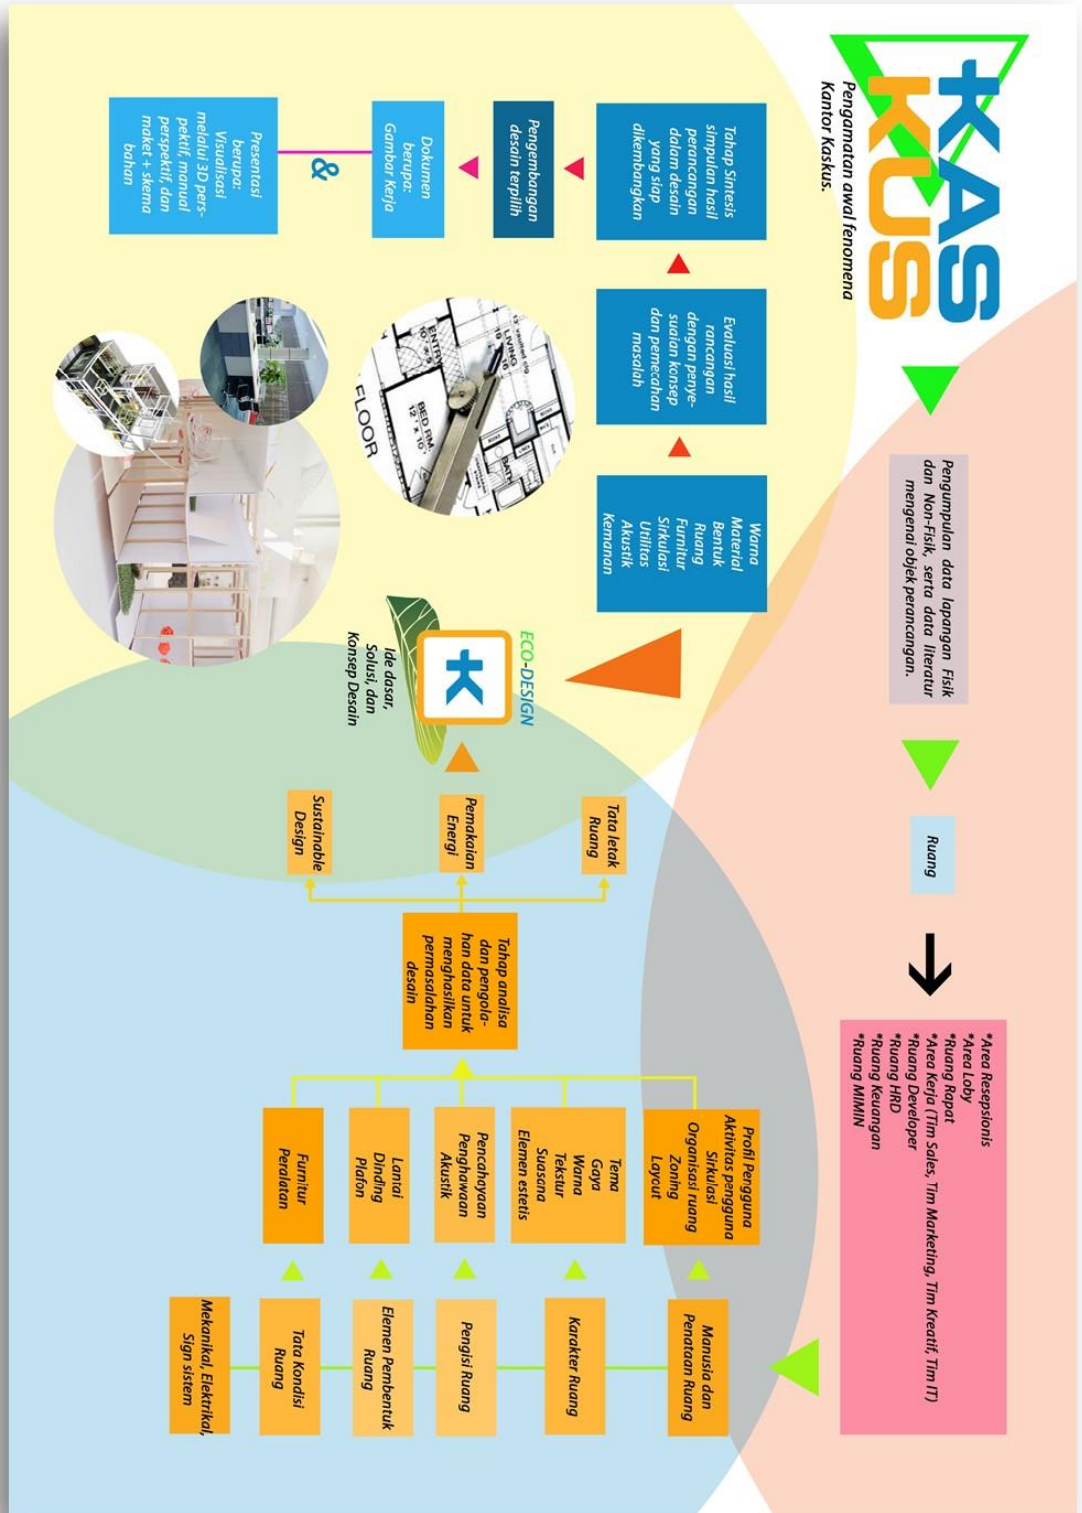 KAS
KUS
Pengamatan awal fenomena
Kantor Kaskus.
Pengumpulan data lapangan Fisik
dan Non-Fisik, serta data literatur
mengenai objek perancangan.
Ruang
*Area Resepsionis
*Area Loby
*Ruang Rapat
*Area Kerja (Tim Sales, Tim Marketing, Tim Kreatif, Tim IT)
*Ruang Developer
*Ruang HRD
*Ruang Keuangan
*Ruang MIMIN
Manusia dan
Penataan Ruang
Karakter Ruang
Pengisi Ruang
Elemen Pembentuk
Ruang
Tata Kondisi
Ruang
Mekanikal, Elektrikal,
Sign sistem
Profil Pengguna
Aktivitas pengguna
Sirkulasi
Organisasi ruang
Zoning
Layout
Tema
Gaya
Warna
Tekstur
Suasana
Elemen estetis
Pencahayaan
Penghawaan
Akustik
Lantai
Dinding
Plafon
Furnitur
Peralatan
Tahap analisa
dan pengola-
han data untuk
menghasilkan
permasalahan
desain
Tata letak
Ruang
Pemakaian
Energi
Sustainable
Design
ECO-DESIGN
K
Ide dasar,
Solusi, dan
Konsep Desain
Warna
Material
Bentuk
Ruang
Furnitur
Sirkulasi
Utilitas
Akustik
Kemanan
Evaluasi hasil
rancangan
dengan penye-
suaian konsep
dan pemecahan
masalah
Tahap Sintesis
simpulan hasil
perancangan
dalam desain
yang siap
dikembangkan
Pengembangan
desain terpilih
Dokumen
berupa:
Gambar Kerja
&
Presentasi
berupa:
Visualisasi
melalui 3D pers-
pektif, manual
perspektif, dan
maket + skema
bahan
LIVING
ENTRY
BED RM.
12' x 10'
BATH
FLOOR